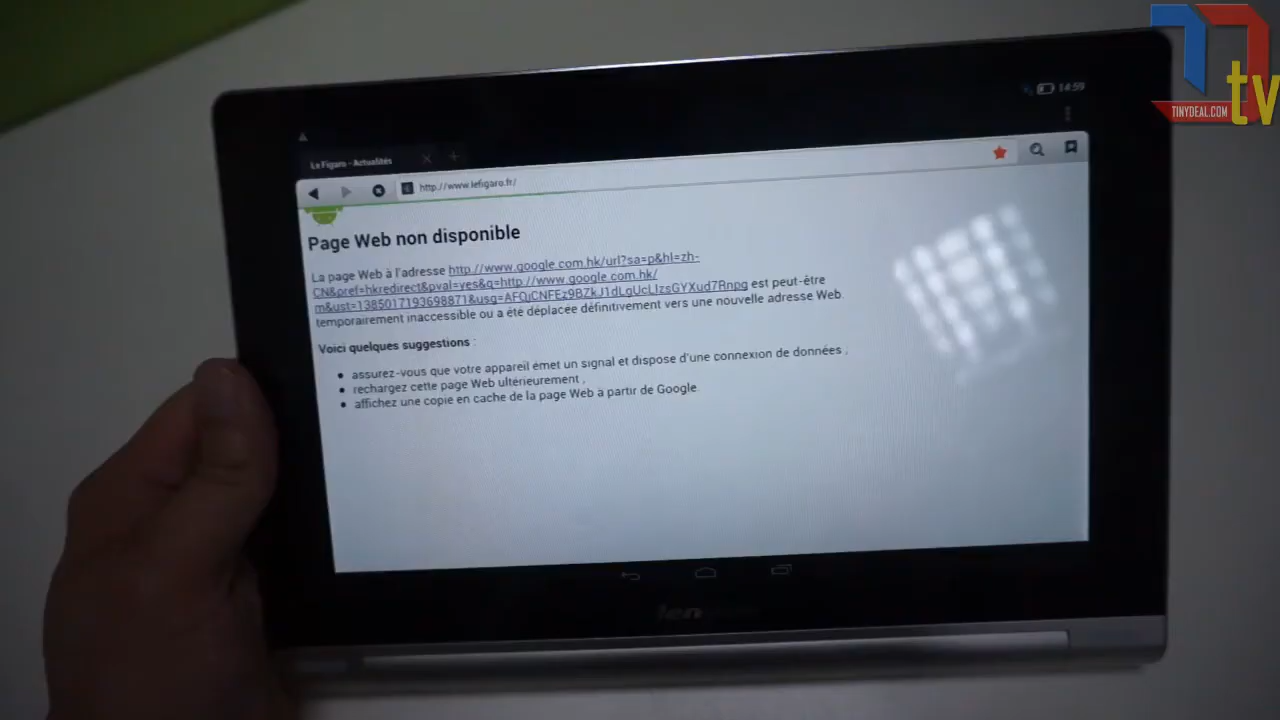 14:59
Le Figaro - Actualités
http://www.lefigaro.fr/
Page Web non disponible
La page Web à l'adresse http://www.google.com.hk/url?sa=p&hl=zh-
CN&pref=hkredirect&pval=yes&q=http://www.google.com.hk/
m&ust=1385017193698871&usg=AFQjCNFEz9BZkJ1dLgUcLIzsGYXud7Rnpg est peut-être
temporairement inaccessible ou a été déplacée définitivement vers une nouvelle adresse Web.
Voici quelques suggestions :
assurez-vous que votre appareil émet un signal et dispose d'une connexion de données ;
rechargez cette page Web ultérieurement ;
affichez une copie en cache de la page Web à partir de Google
TINYDEAL.COM
tv